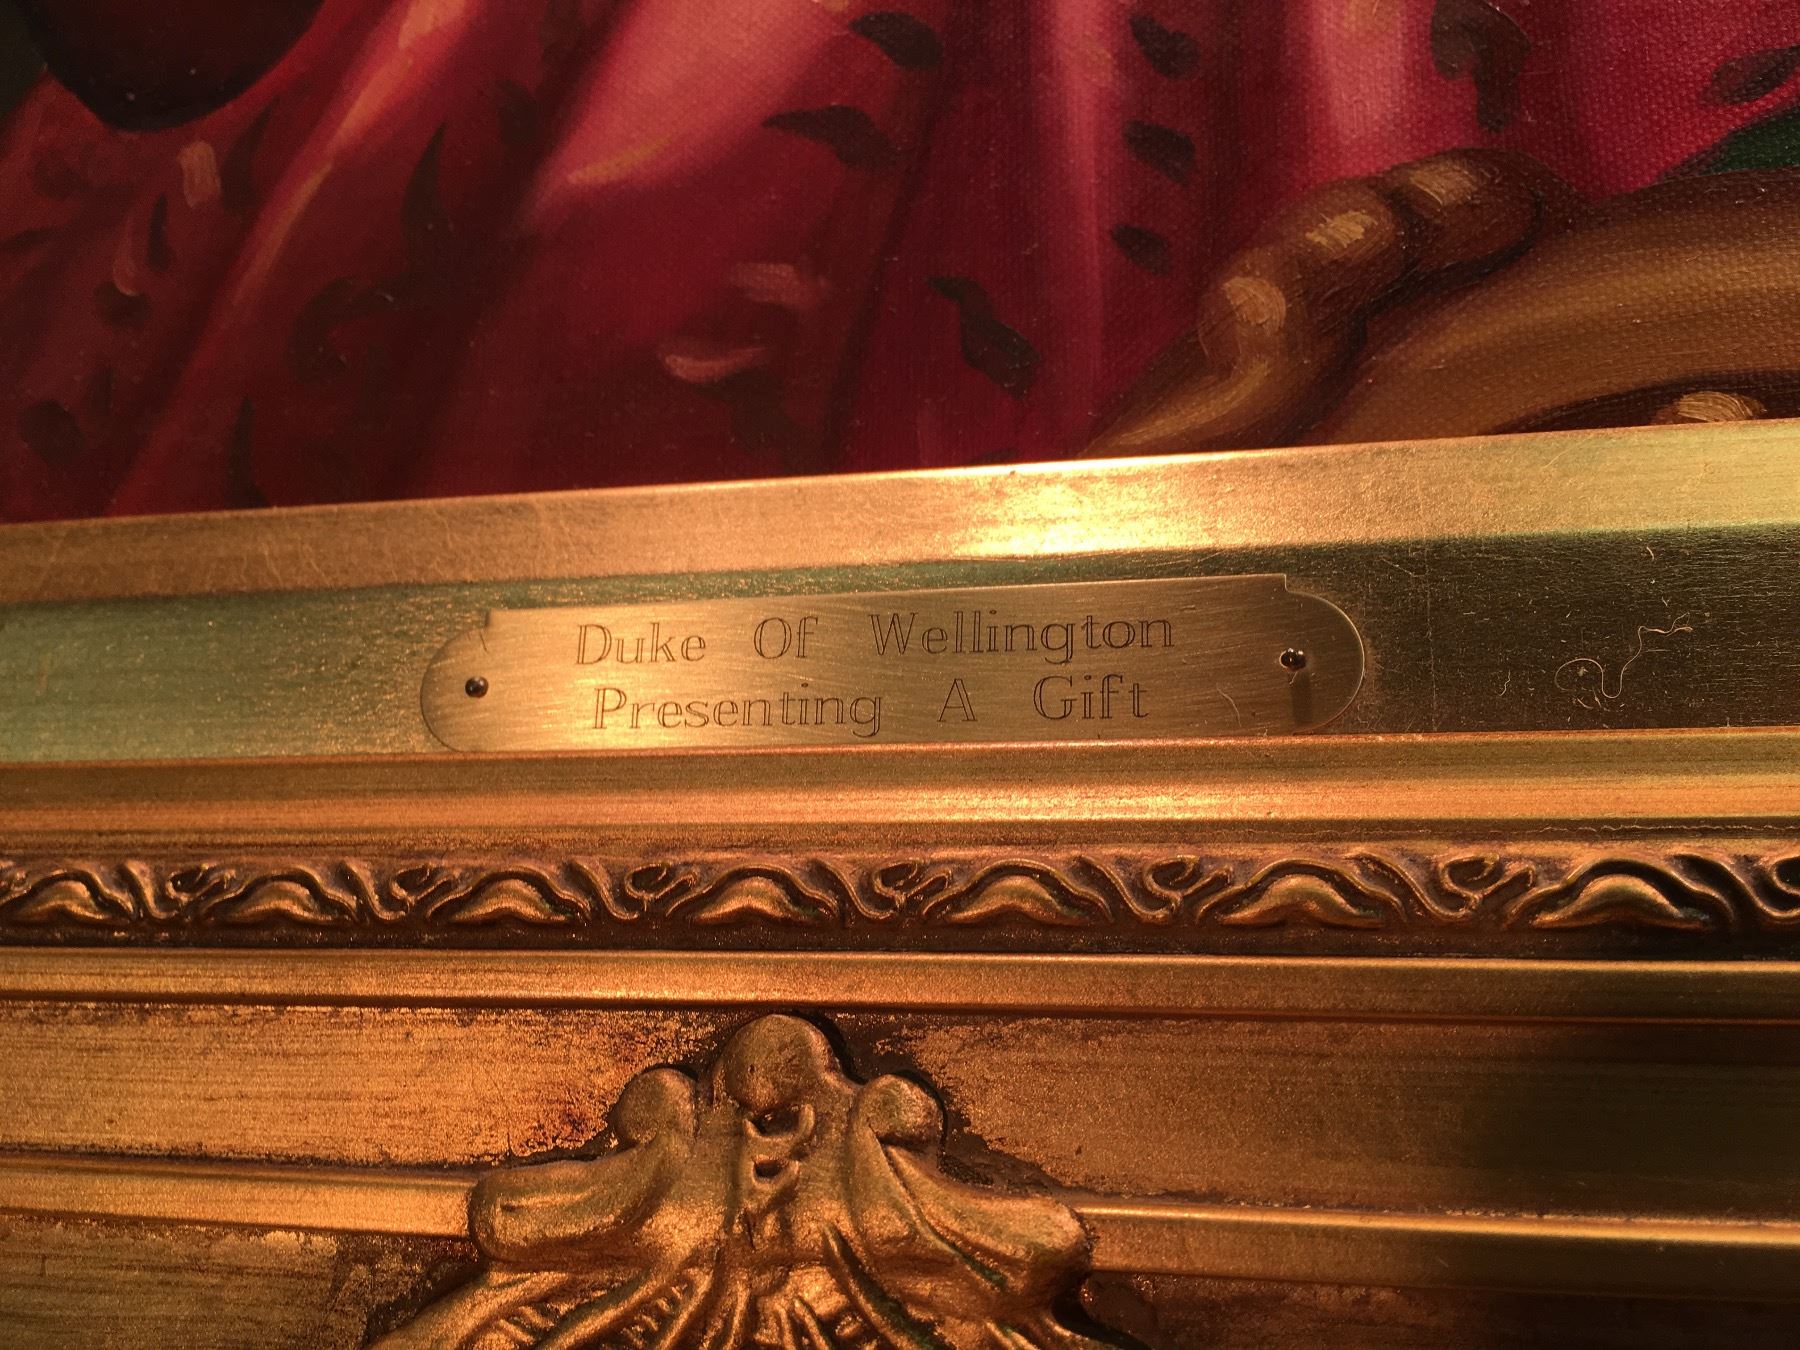 Duke Of Wellington
Presenting A Gift